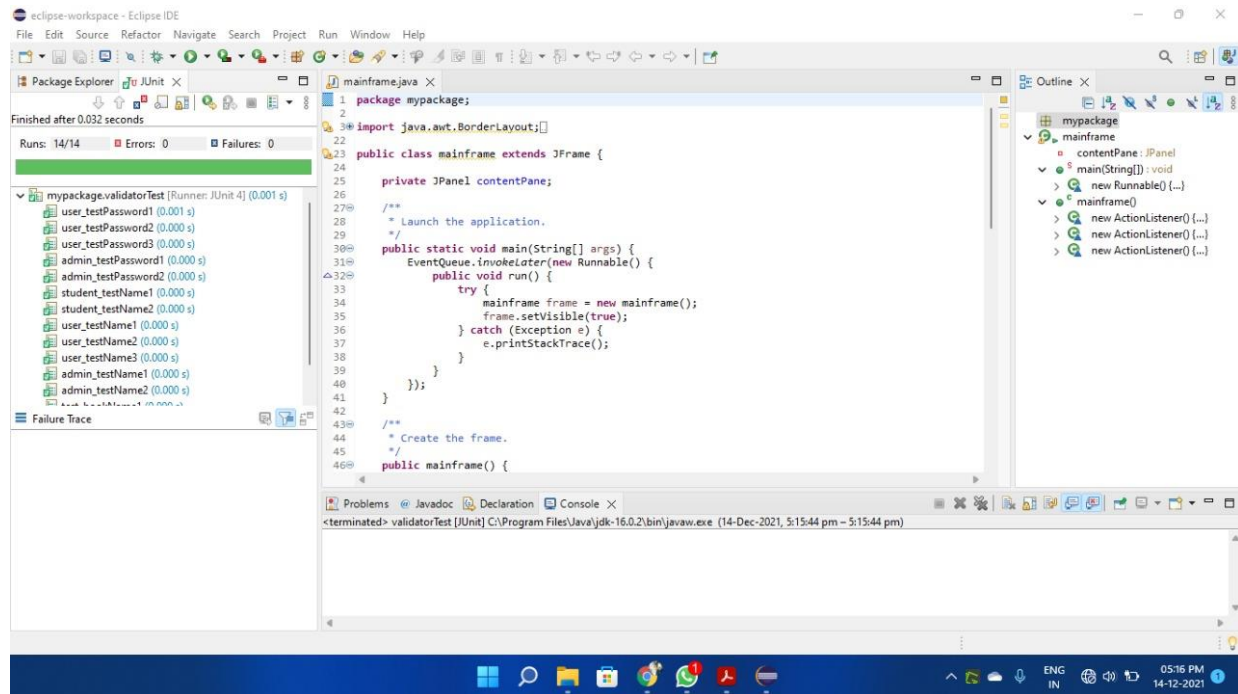 eclipse-workspace - Eclipse IDE
File Edit Source Refactor Navigate Search Project Run Window Help
Package Explorer JUnit
Finished after 0.032 seconds
Runs: 14/14 Errors: 0 Failures: 0
mypackage.validatorTest [Runner: JUnit 4] (0.001 s)
user_testPassword1 (0.001 s)
user_testPassword2 (0.000 s)
user_testPassword3 (0.000 s)
admin_testPassword1 (0.000 s)
admin_testPassword2 (0.000 s)
student_testName1 (0.000 s)
student_testName2 (0.000 s)
user_testName1 (0.000 s)
user_testName2 (0.000 s)
user_testName3 (0.000 s)
admin_testName1 (0.000 s)
admin_testName2 (0.000 s)
Failure Trace
mainframe.java
1 package mypackage;
2
3 import java.awt.BorderLayout;
22
23 public class mainframe extends JFrame {
24
25 private JPanel contentPane;
26
27 /**
28 * Launch the application.
29 */
30 public static void main(String[] args) {
31 EventQueue.invokeLater(new Runnable() {
32 public void run() {
33 try {
34 mainframe frame = new mainframe();
35 frame.setVisible(true);
36 } catch (Exception e) {
37 e.printStackTrace();
38 }
39 }
40 });
41 }
42
43 /**
44 * Create the frame.
45 */
46 public mainframe() {
Outline
mypackage
mainframe
contentPane : JPanel
main(String[]) : void
new Runnable() {...}
mainframe()
new ActionListener() {...}
new ActionListener() {...}
new ActionListener() {...}
Problems Javadoc Declaration Console
<terminated> validatorTest [JUnit] C:\Program Files\Java\jdk-16.0.2\bin\javaw.exe (14-Dec-2021, 5:15:44 pm – 5:15:44 pm)
ENG
IN
05:16 PM
14-12-2021
1
1